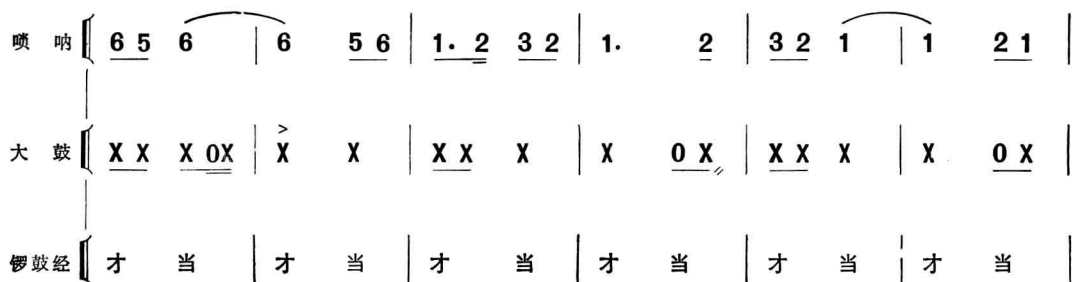 唢呐 6 5 6 | 6 5 6 | 1. 2 3 2 | 1. 2 | 3 2 1 | 1 2 1 |
大鼓 X X X 0X | X X | X X X | X 0 X | X X X | X 0 X |
锣鼓经 才 当 | 才 当 | 才 当 | 才 当 | 才 当 | 才 当 |